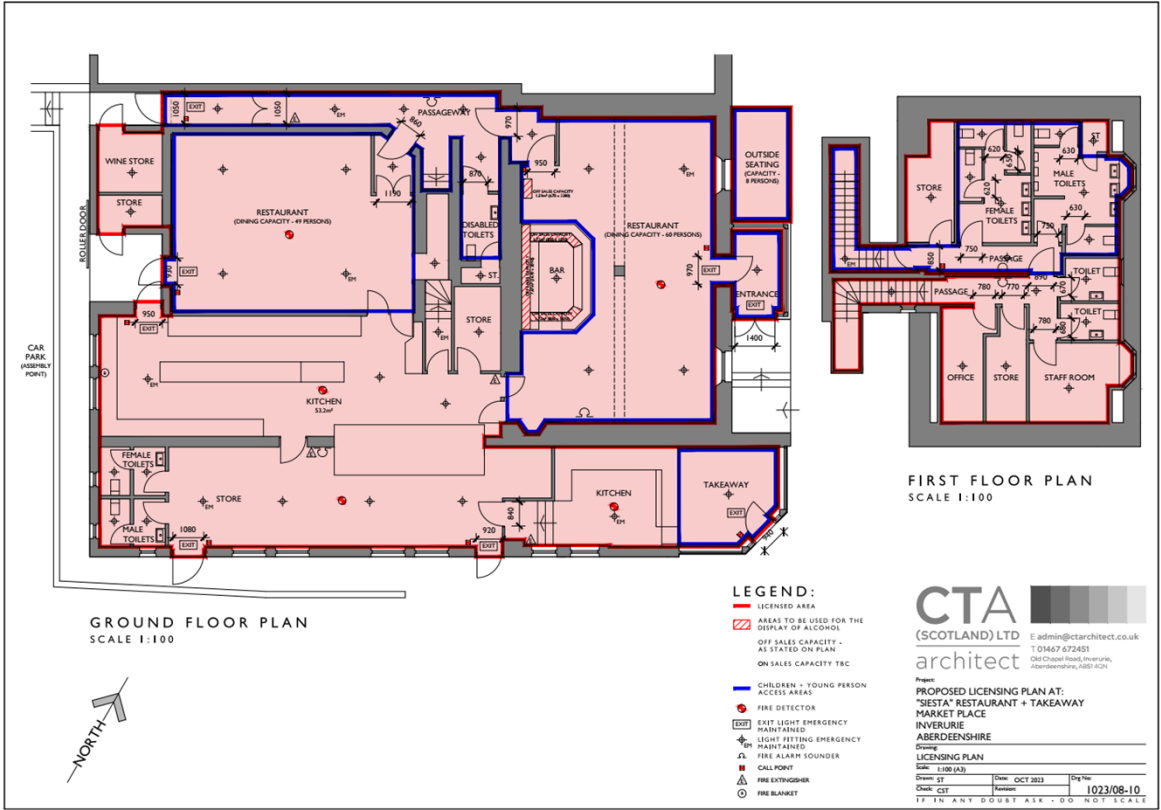 1050
EXIT
1050
EM
PASSAGEWAY
860
970
950
WINE STORE
STORE
ROLLER DOOR
930
EXIT
RESTAURANT
(DINING CAPACITY - 49 PERSONS)
EM
1190
870
DISABLED
TOILETS
ST.
OFF SALES CAPACITY
BAR
RESTAURANT
(DINING CAPACITY - 60 PERSONS)
EM
EM
970
EXIT
OUTSIDE
SEATING
(CAPACITY -
8 PERSONS)
ENTRANCE
EXIT
1400
950
EXIT
CAR
PARK
(ASSEMBLY
POINT)
EM
KITCHEN
53.2m²
EM
STORE
FEMALE
TOILETS
MALE
TOILETS
STORE
EM
1080
EXIT
920
EXIT
840
KITCHEN
EM
TAKEAWAY
EXIT
940
GROUND FLOOR PLAN
SCALE 1:100
NORTH
STORE
620
650
630
ST
620
MALE
TOILETS
FEMALE
TOILETS
630
750
750
850
EM
PASSAGE
890
PASSAGE
780
770
670
TOILET
TOILET
780
680
OFFICE
STORE
STAFF ROOM
FIRST FLOOR PLAN
SCALE 1:100
LEGEND:
LICENSED AREA
AREAS TO BE USED FOR THE
DISPLAY OF ALCOHOL
OFF SALES CAPACITY -
AS STATED ON PLAN
ON SALES CAPACITY TBC
CHILDREN + YOUNG PERSON
ACCESS AREAS
FIRE DETECTOR
EXIT EXIT LIGHT EMERGENCY
MAINTAINED
EM LIGHT FITTING EMERGENCY
MAINTAINED
FIRE ALARM SOUNDER
CALL POINT
FIRE EXTINGISHER
FIRE BLANKET
CTA
(SCOTLAND) LTD
architect
E admin@ctarchitect.co.uk
T 01467 672451
Old Chapel Road, Inverurie,
Aberdeenshire, AB51 4QN
Project:
PROPOSED LICENSING PLAN AT:
"SIESTA" RESTAURANT + TAKEAWAY
MARKET PLACE
INVERURIE
ABERDEENSHIRE
Drawing:
LICENSING PLAN
Scale: 1:100 (A3)
Drawn: ST Date: OCT 2023 Drg No:
Check: CST Revision: 1023/08-10
IF IN ANY DOUBT ASK - DO NOT SCALE